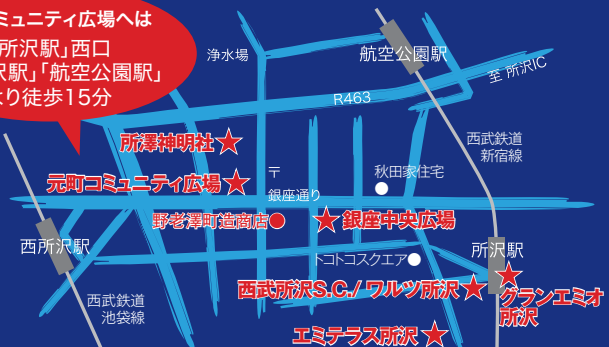 ミュニティ広場へは
所沢駅」西口
駅」「航空公園駅」
徒歩15分
浄水場
航空公園駅
至 所沢IC
R463
所澤神明社
西武鉄道
新宿線
元町コミュニティ広場
〒
秋田家住宅
銀座通り
野老澤町造商店
銀座中央広場
西所沢駅
所沢駅
トコトコスクエア
西武所沢S.C./ワルツ所沢
グランエミオ
所沢
西武鉄道
池袋線
エミテラス所沢